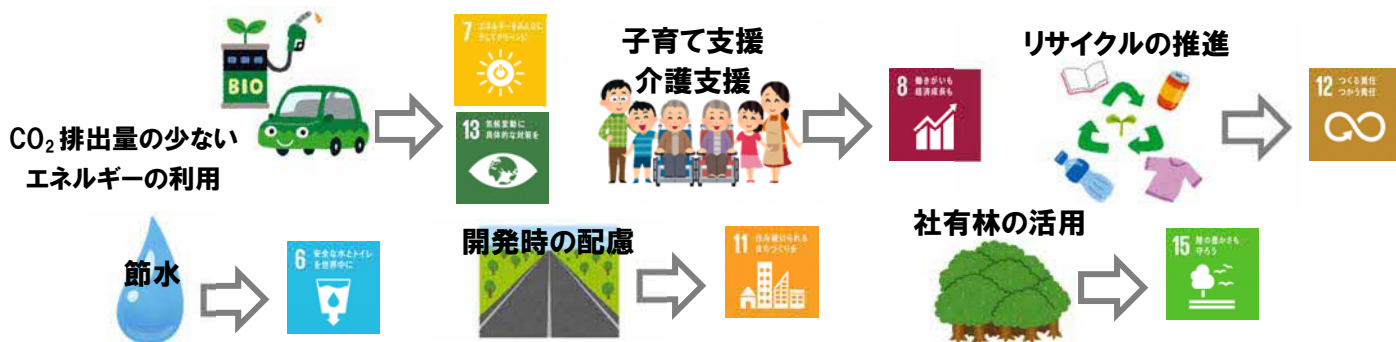 BIO
CO₂排出量の少ない
エネルギーの利用
7 エネルギーをみんなに
そしてクリーンに
13 気候変動に
具体的な対策を
子育て支援
介護支援
8 働きがいも
経済成長も
リサイクルの推進
12 つくる責任
つかう責任
節水
6 安全な水とトイレ
を世界中に
開発時の配慮
11 住み続けられる
まちづくりを
社有林の活用
15 陸の豊かさも
守ろう